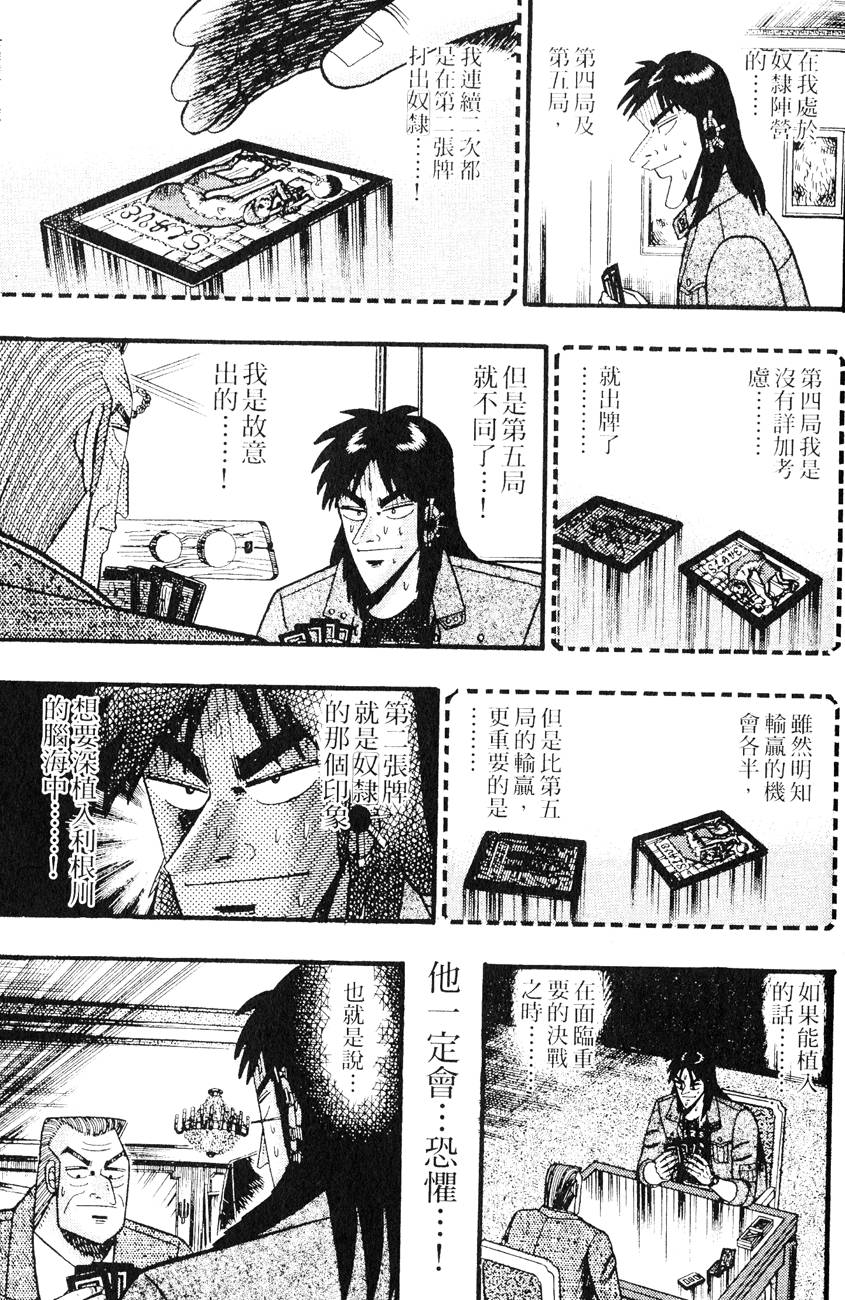 在我處於
奴隸陣營
的……
第四局及
第五局，
我連續二次都
是在第二張牌
打出奴隸……！
SLAVE
第四局我是
沒有詳加考
慮…………
就出牌了
…………
SLAVE
但是第五局
就不同了…！
我是故意
出的……！
雖然明知
輸贏的機
會各半，
但是比第五
局的輸贏，
更重要的是
第二張牌
就是奴隸
的那個印象
想要深植入利根川
的腦海中………！
如果能植入
的話…………
在面臨重
要的決戰
之時………
他一定會…恐懼…！
也就是說…